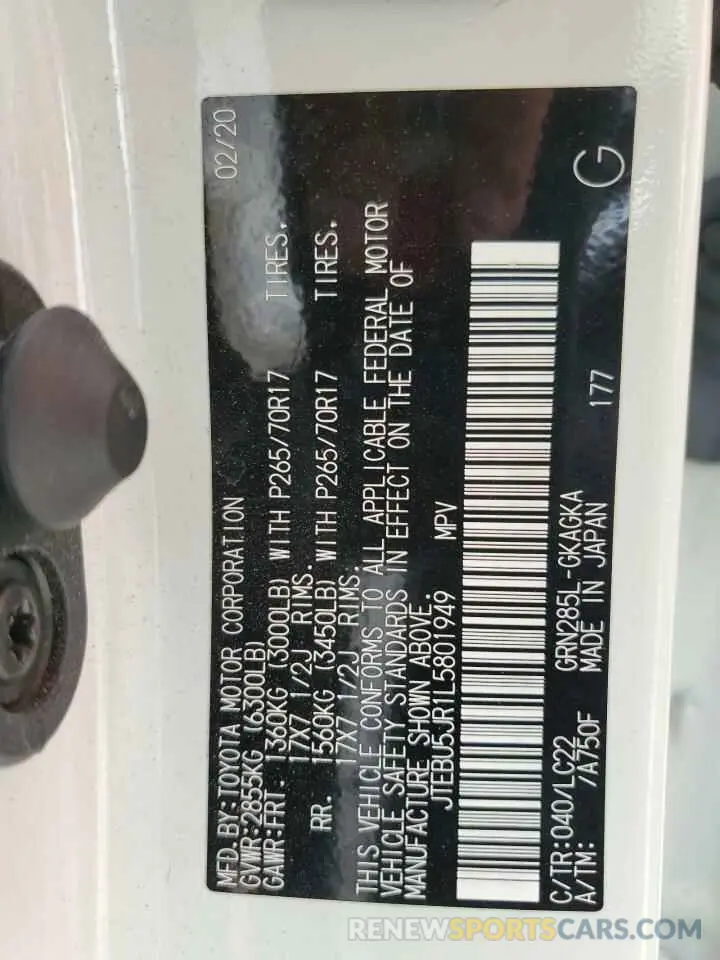 MFD. BY:TOYOTA MOTOR CORPORATION 02/20
GVWR:2855KG (6300LB)
GAWR:FRT. 1360KG (3000LB) WITH P265/70R17 TIRES.
17X7 1/2J RIMS.
RR. 1560KG (3450LB) WITH P265/70R17 TIRES.
17X7 1/2J RIMS.
THIS VEHICLE CONFORMS TO ALL APPLICABLE FEDERAL MOTOR
VEHICLE SAFETY STANDARDS IN EFFECT ON THE DATE OF
MANUFACTURE SHOWN ABOVE.
JTEBU5JR1L5801949 MPV
C/TR:040/LC22 GRN285L-GKAGKA 177 G
A/TM: /A750F MADE IN JAPAN
RENEWSPORTSCARS.COM